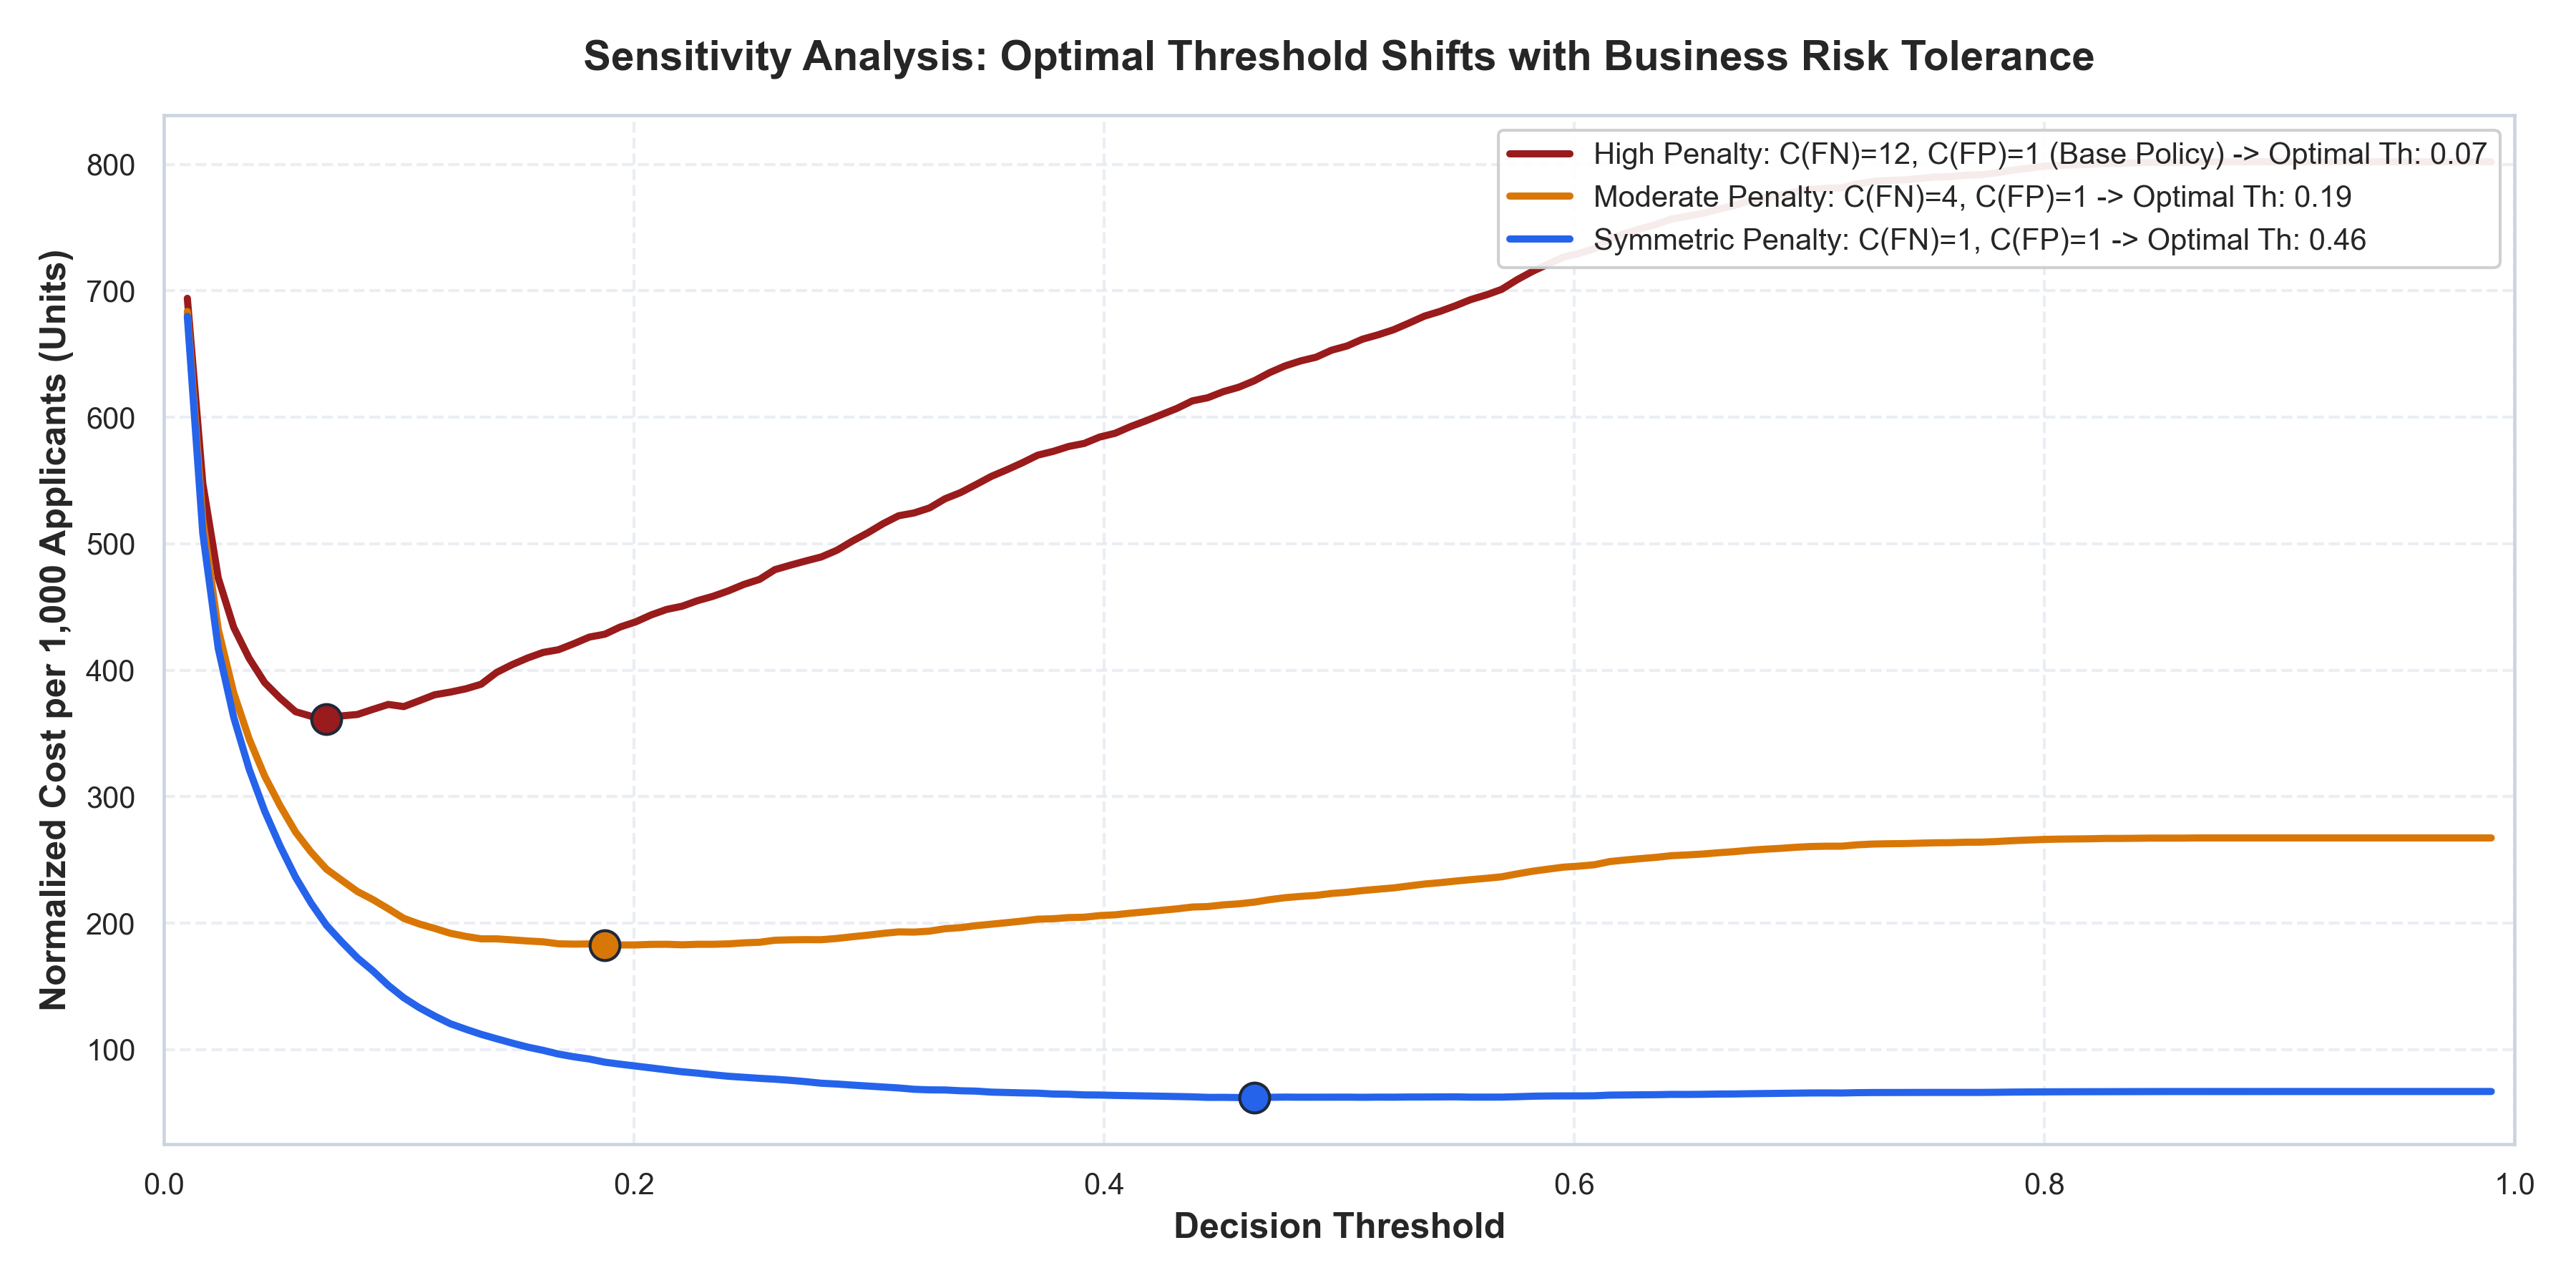 Sensitivity Analysis: Optimal Threshold Shifts with Business Risk Tolerance
High Penalty: C(FN)=12, C(FP)=1 (Base Policy) -> Optimal Th: 0.07
Moderate Penalty: C(FN)=4, C(FP)=1 -> Optimal Th: 0.19
Symmetric Penalty: C(FN)=1, C(FP)=1 -> Optimal Th: 0.46
Normalized Cost per 1,000 Applicants (Units)
800
700
600
500
400
300
200
100
0.0 0.2 0.4 0.6 0.8 1.0
Decision Threshold